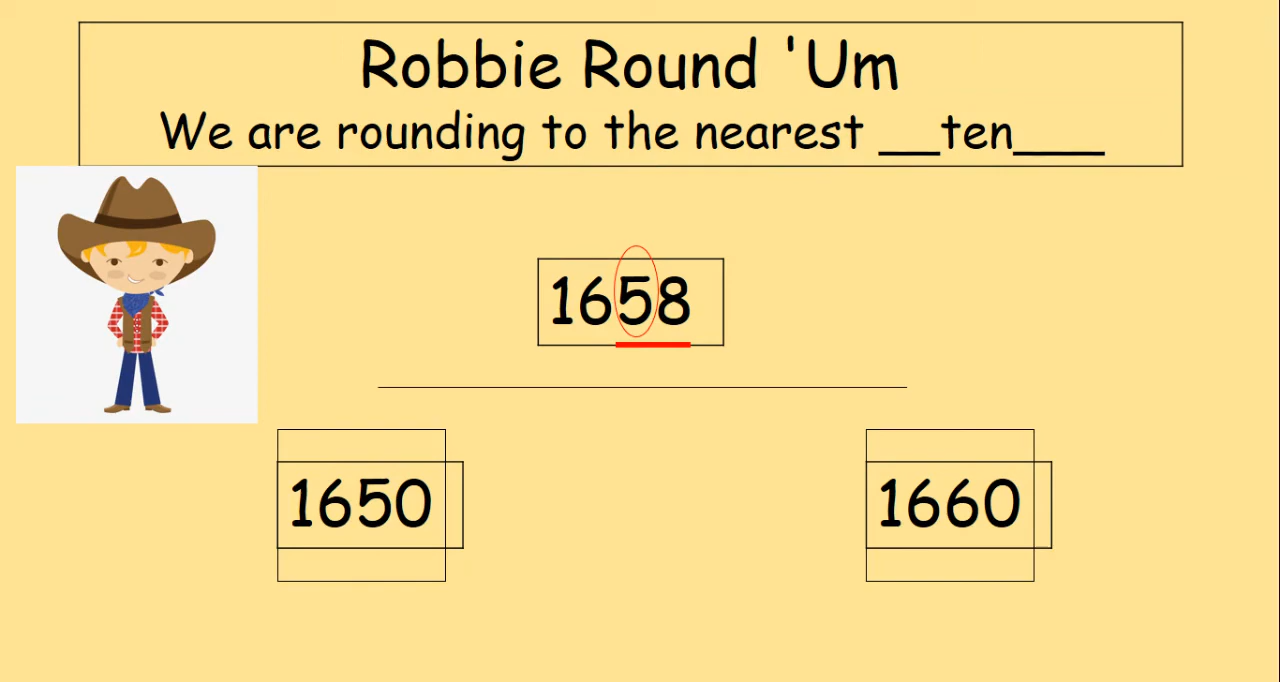 Robbie Round 'Um
We are rounding to the nearest __ten___
1658
1650
1660